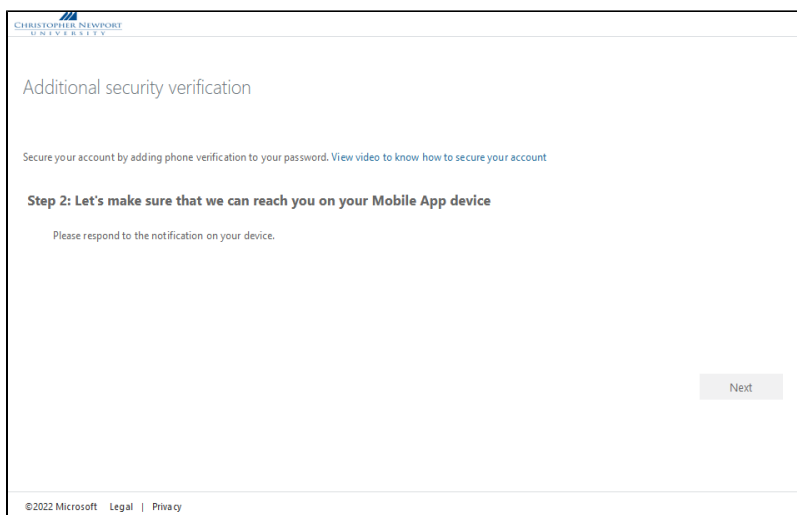 CHRISTOPHER NEWPORT
UNIVERSITY
Additional security verification
Secure your account by adding phone verification to your password. View video to know how to secure your account
Step 2: Let's make sure that we can reach you on your Mobile App device
Please respond to the notification on your device.
Next
©2022 Microsoft Legal | Privacy